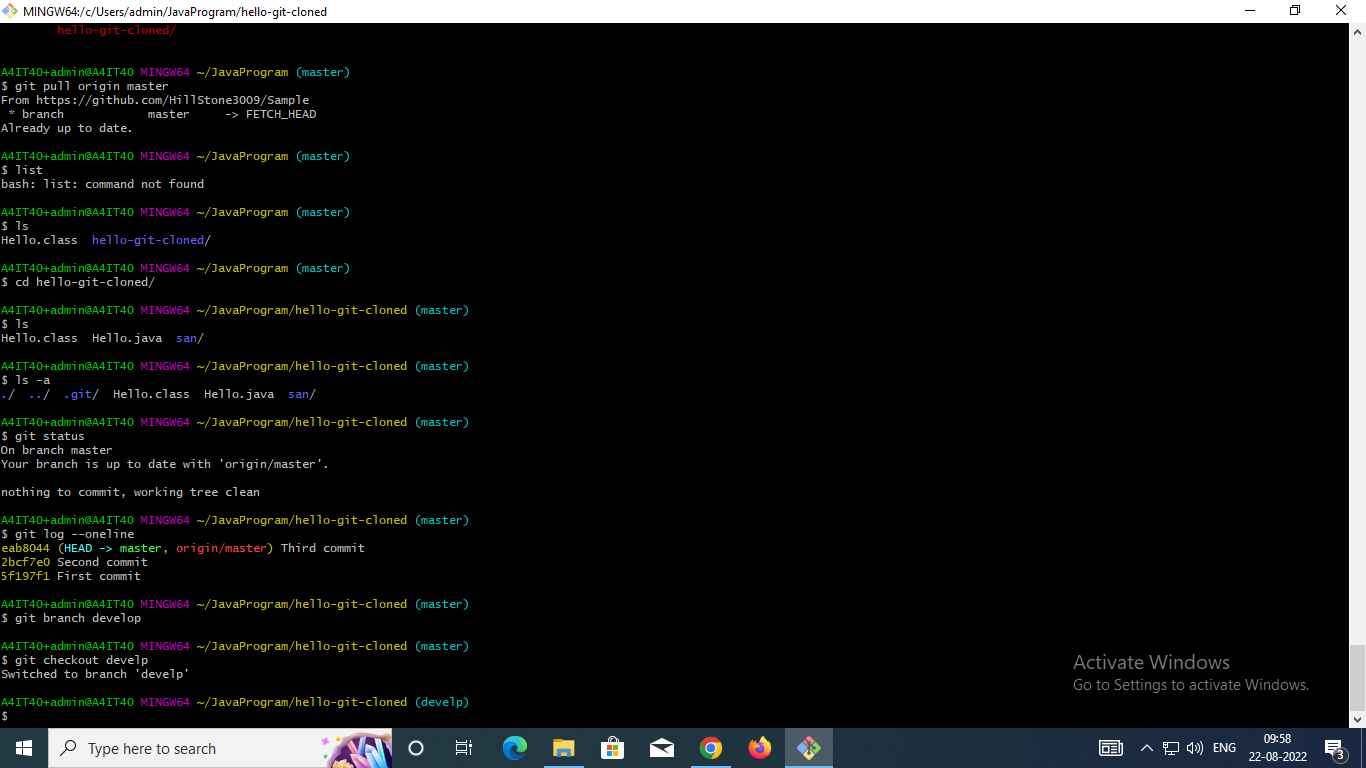 MINGW64:/c/Users/admin/JavaProgram/hello-git-cloned
hello-git-cloned/
A4IT40+admin@A4IT40 MINGW64 ~/JavaProgram (master)
$ git pull origin master
From https://github.com/HillStone3009/Sample
 * branch            master     -> FETCH_HEAD
Already up to date.
A4IT40+admin@A4IT40 MINGW64 ~/JavaProgram (master)
$ list
bash: list: command not found
A4IT40+admin@A4IT40 MINGW64 ~/JavaProgram (master)
$ ls
Hello.class  hello-git-cloned/
A4IT40+admin@A4IT40 MINGW64 ~/JavaProgram (master)
$ cd hello-git-cloned/
A4IT40+admin@A4IT40 MINGW64 ~/JavaProgram/hello-git-cloned (master)
$ ls
Hello.class  Hello.java  san/
A4IT40+admin@A4IT40 MINGW64 ~/JavaProgram/hello-git-cloned (master)
$ ls -a
./  ../  .git/  Hello.class  Hello.java  san/
A4IT40+admin@A4IT40 MINGW64 ~/JavaProgram/hello-git-cloned (master)
$ git status
On branch master
Your branch is up to date with 'origin/master'.
nothing to commit, working tree clean
A4IT40+admin@A4IT40 MINGW64 ~/JavaProgram/hello-git-cloned (master)
$ git log --oneline
eab8044 (HEAD -> master, origin/master) Third commit
2bcf7e0 Second commit
5f197f1 First commit
A4IT40+admin@A4IT40 MINGW64 ~/JavaProgram/hello-git-cloned (master)
$ git branch develop
A4IT40+admin@A4IT40 MINGW64 ~/JavaProgram/hello-git-cloned (master)
$ git checkout develp
Switched to branch 'develp'
A4IT40+admin@A4IT40 MINGW64 ~/JavaProgram/hello-git-cloned (develp)
$
Activate Windows
Go to Settings to activate Windows.
Type here to search
ENG
09:58
22-08-2022
3